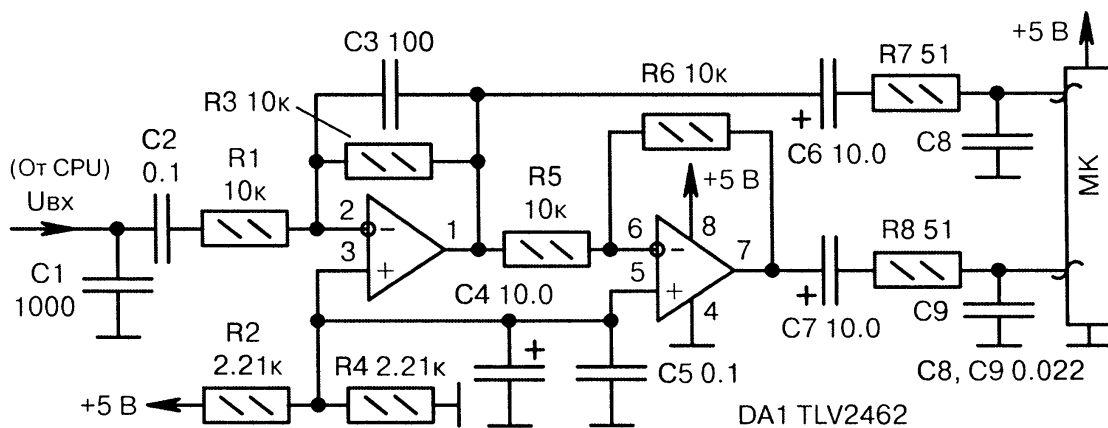 C3 100
R3 10к
C2
0.1
(От CPU)
Uвх
R1
10к
C1
1000
2
3
−
+
1
R5
10к
R6 10к
+5 В
6
5
−
+
8
7
4
C4 10.0
+
C5 0.1
R2
2.21к
R4 2.21к
+5 В
+
C6 10.0
R7 51
C8
+5 В
МК
+
C7 10.0
R8 51
C9
C8, C9 0.022
DA1 TLV2462